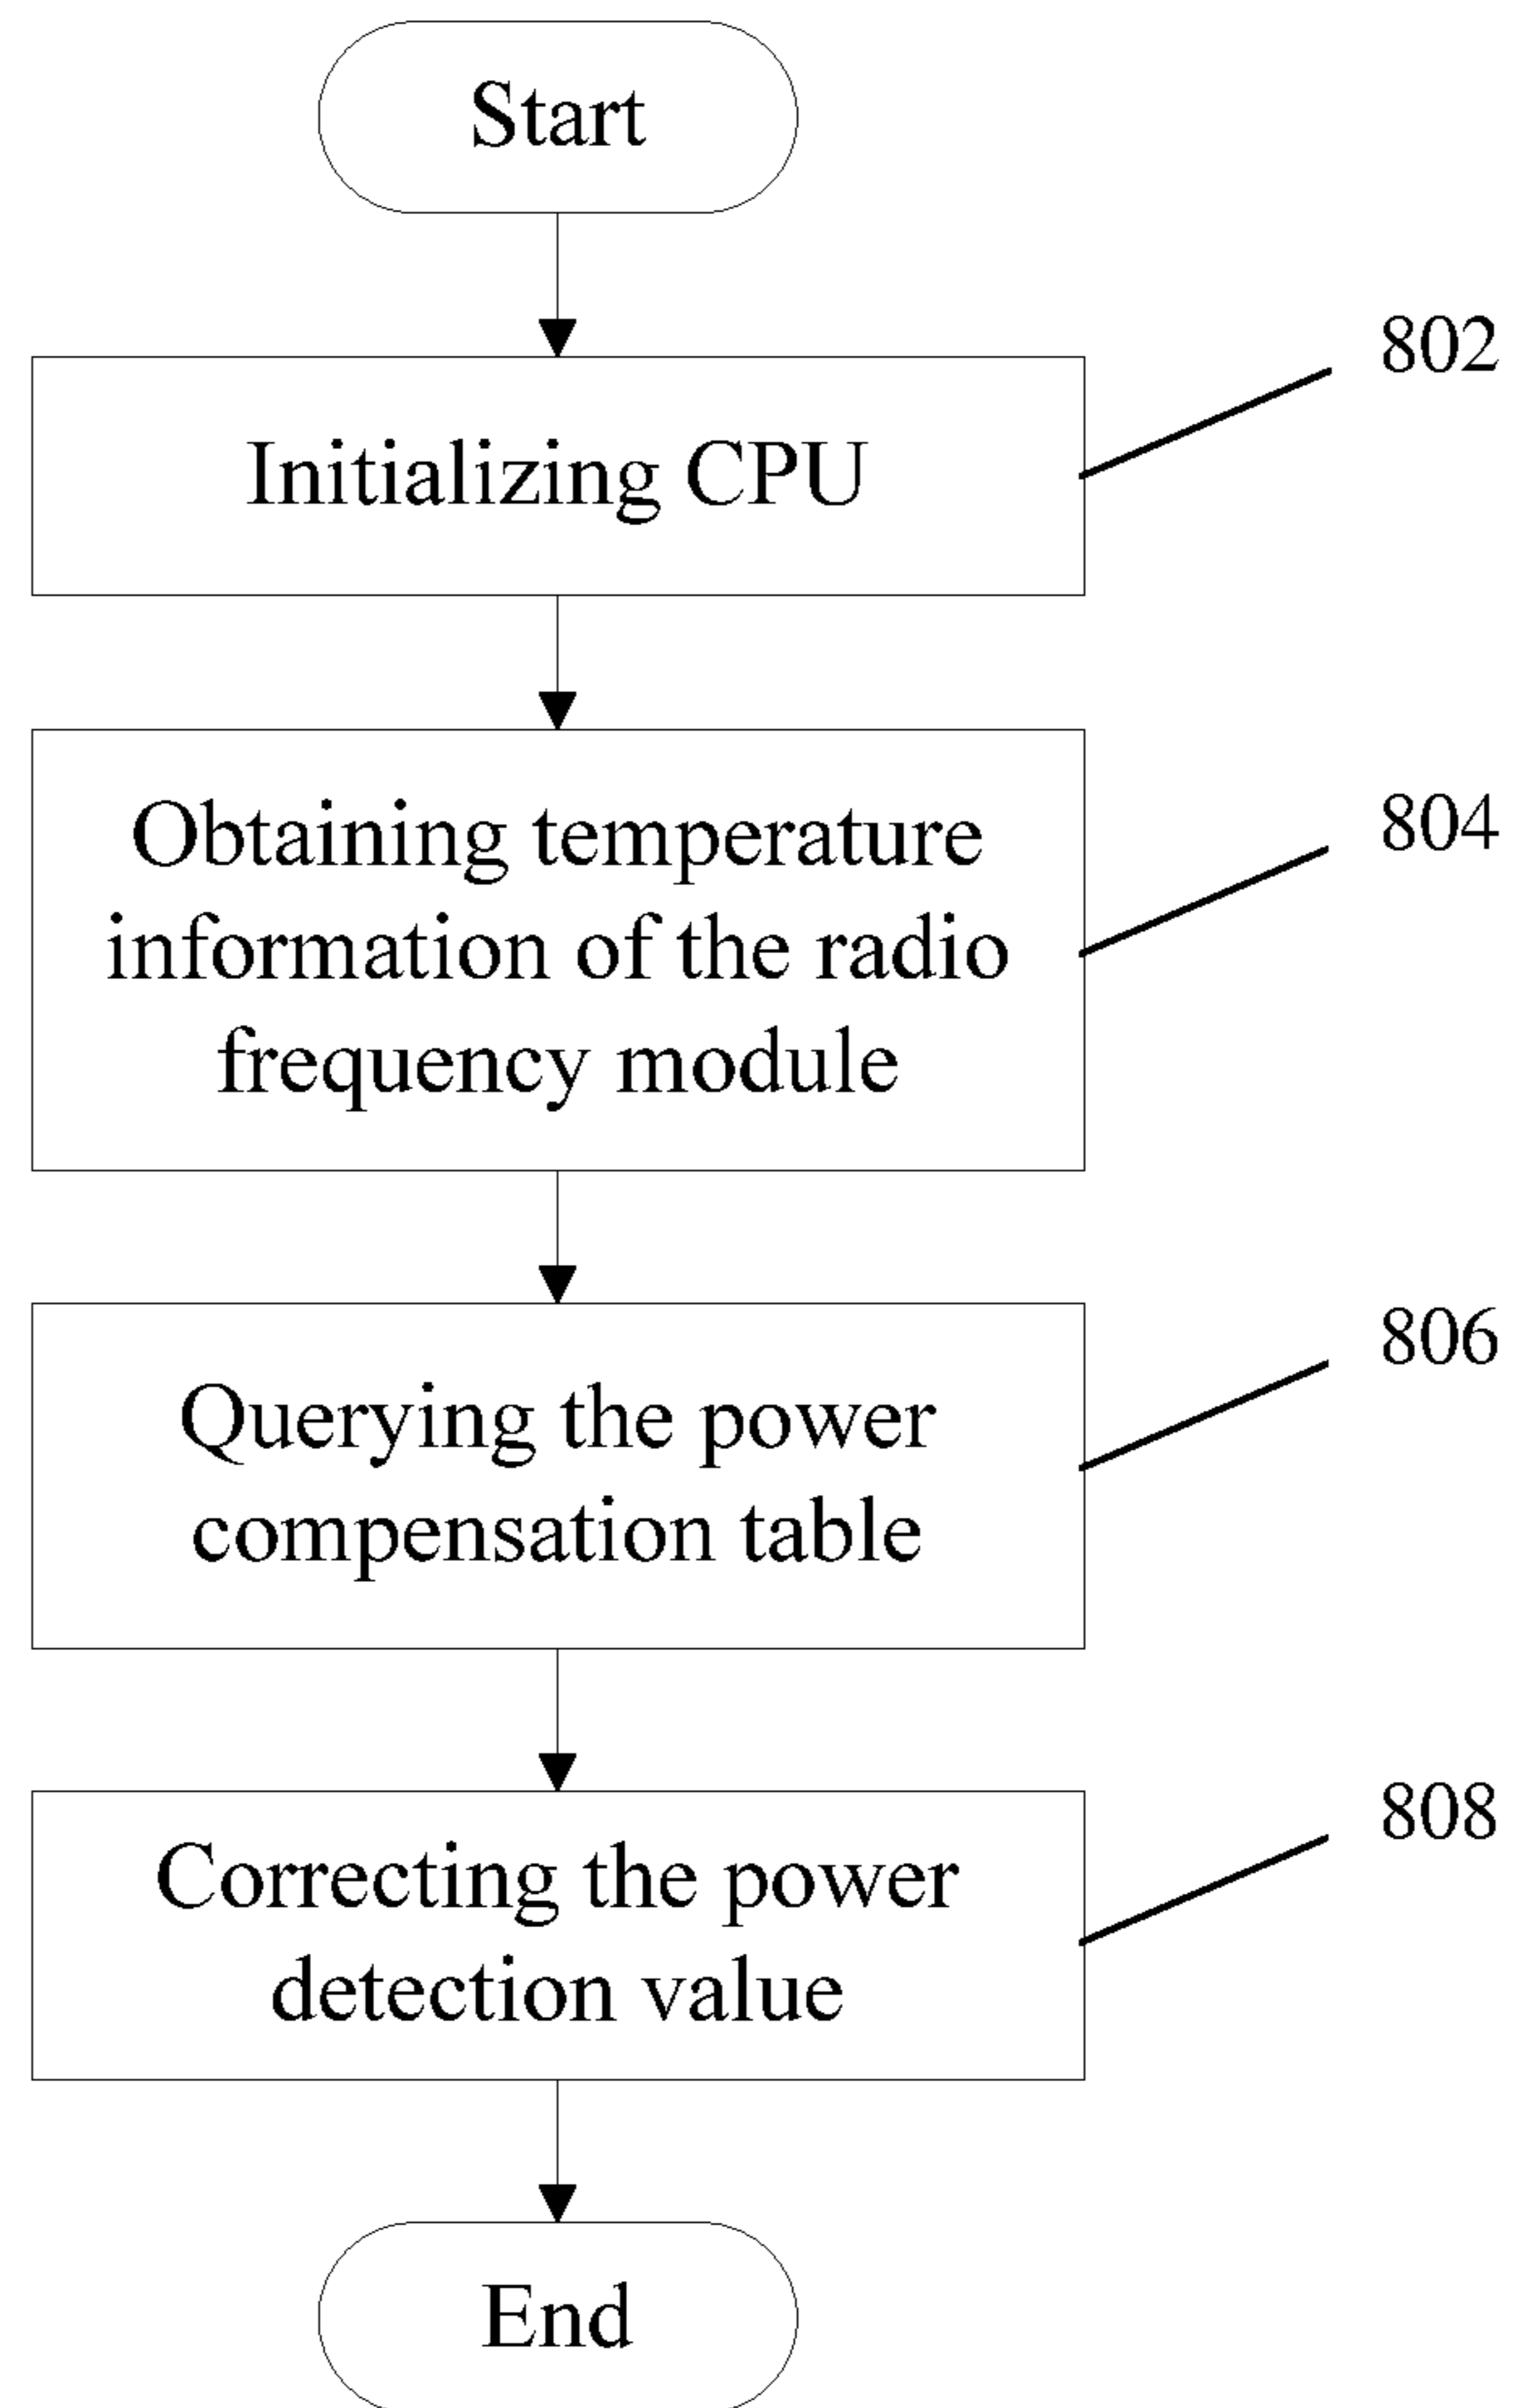 Start
802
Initializing CPU
804
Obtaining temperature
information of the radio
frequency module
806
Querying the power
compensation table
808
Correcting the power
detection value
End